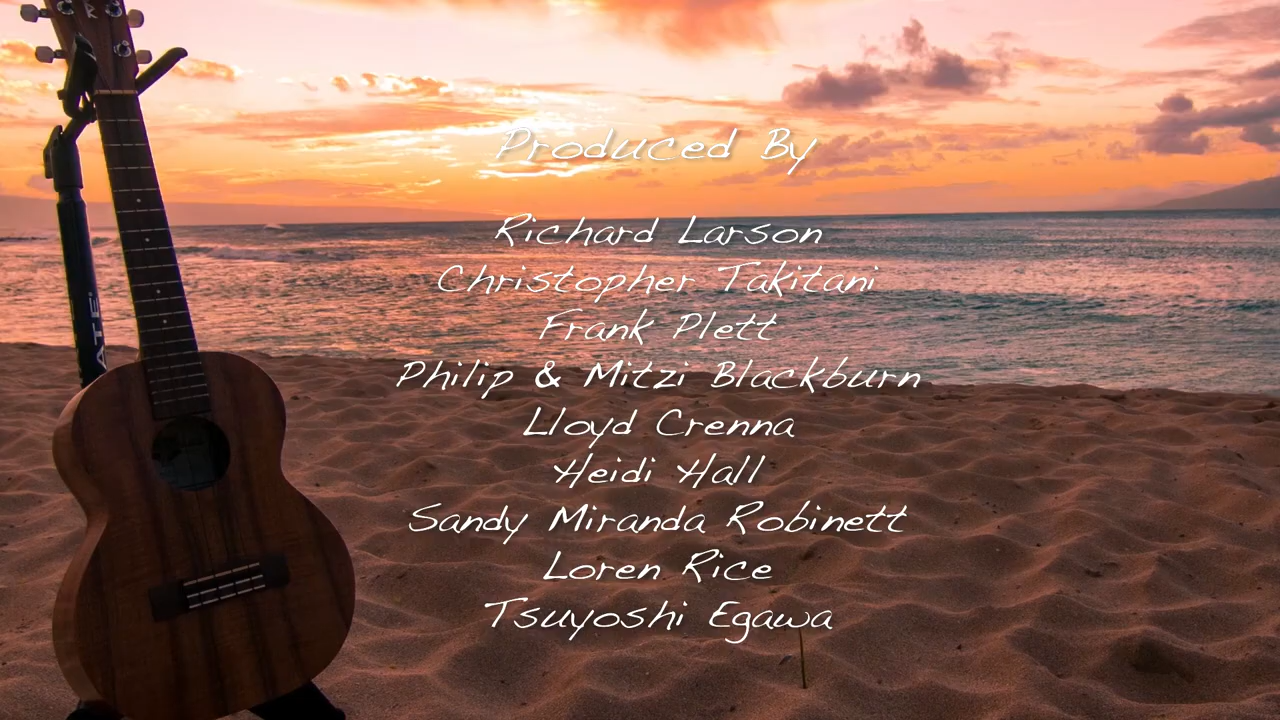 Produced By
Richard Larson
Christopher Takitani
Frank Plett
Philip & Mitzi Blackburn
Lloyd Crenna
Heidi Hall
Sandy Miranda Robinett
Loren Rice
Tsuyoshi Egawa